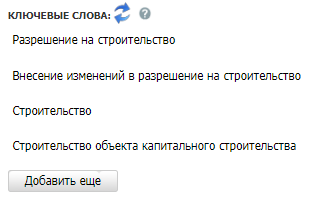 КЛЮЧЕВЫЕ СЛОВА:
Разрешение на строительство
Внесение изменений в разрешение на строительство
Строительство
Строительство объекта капитального строительства
Добавить еще